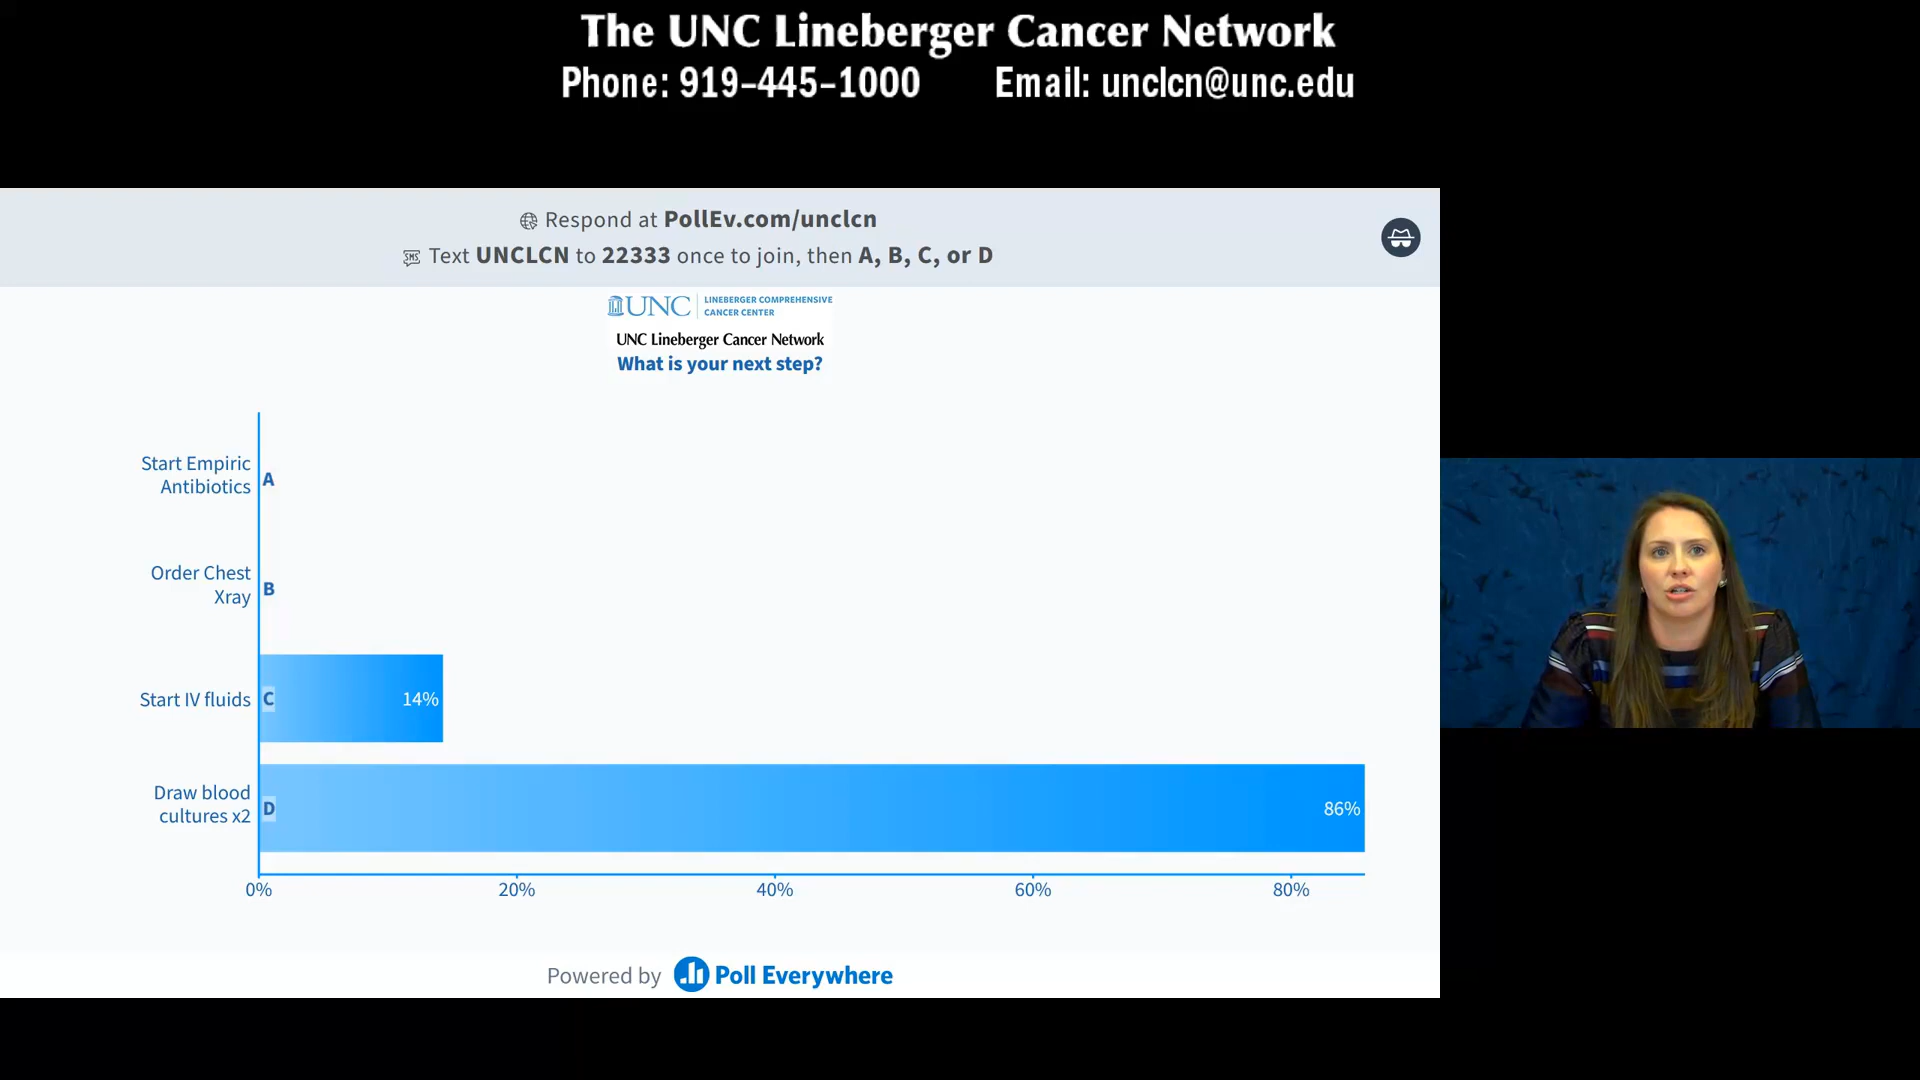 The UNC Lineberger Cancer Network
Phone: 919-445-1000 Email: unclcn@unc.edu
Respond at PollEv.com/unclcn
SMS Text UNCLCN to 22333 once to join, then A, B, C, or D
UNC LINEBERGER COMPREHENSIVE
CANCER CENTER
UNC Lineberger Cancer Network
What is your next step?
Start Empiric
Antibiotics
A
Order Chest
Xray
B
Start IV fluids C 14%
Draw blood
cultures x2
D 86%
0% 20% 40% 60% 80%
Powered by Poll Everywhere